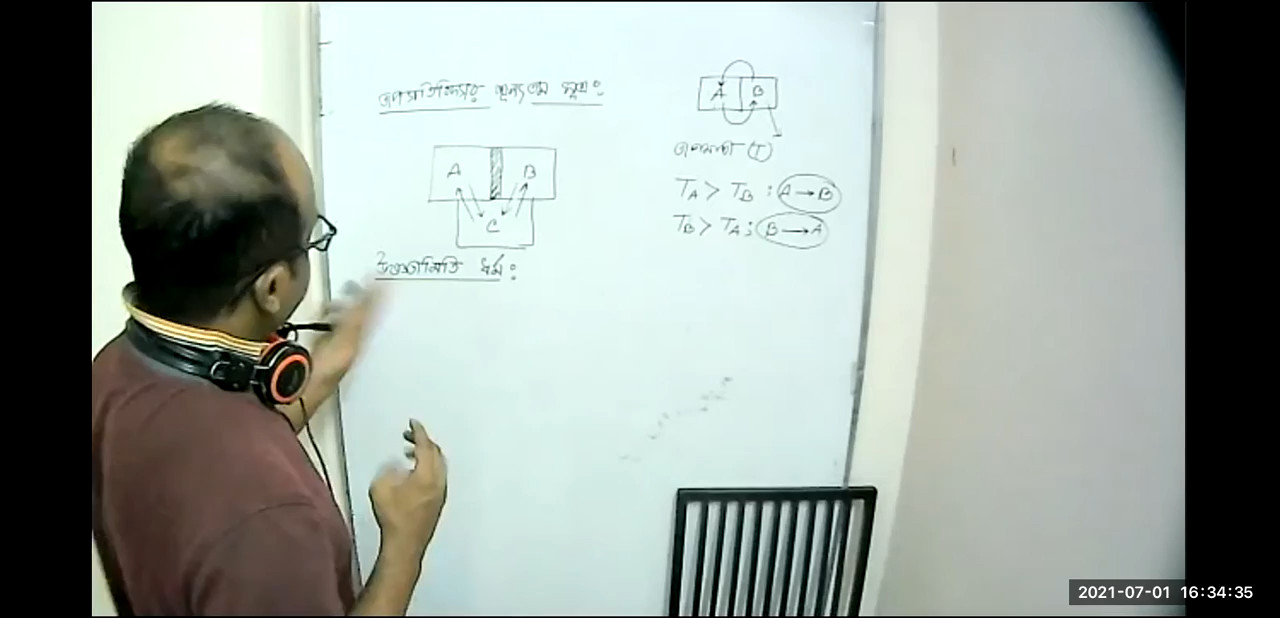 তাপগতিবিদ্যার শূন্যতম সূত্র:
A B
C
উষ্ণতামিতি ধর্ম:
A B
তাপমাত্রা (T)
TA > TB : A → B
TB > TA : B → A
2021-07-01 16:34:35